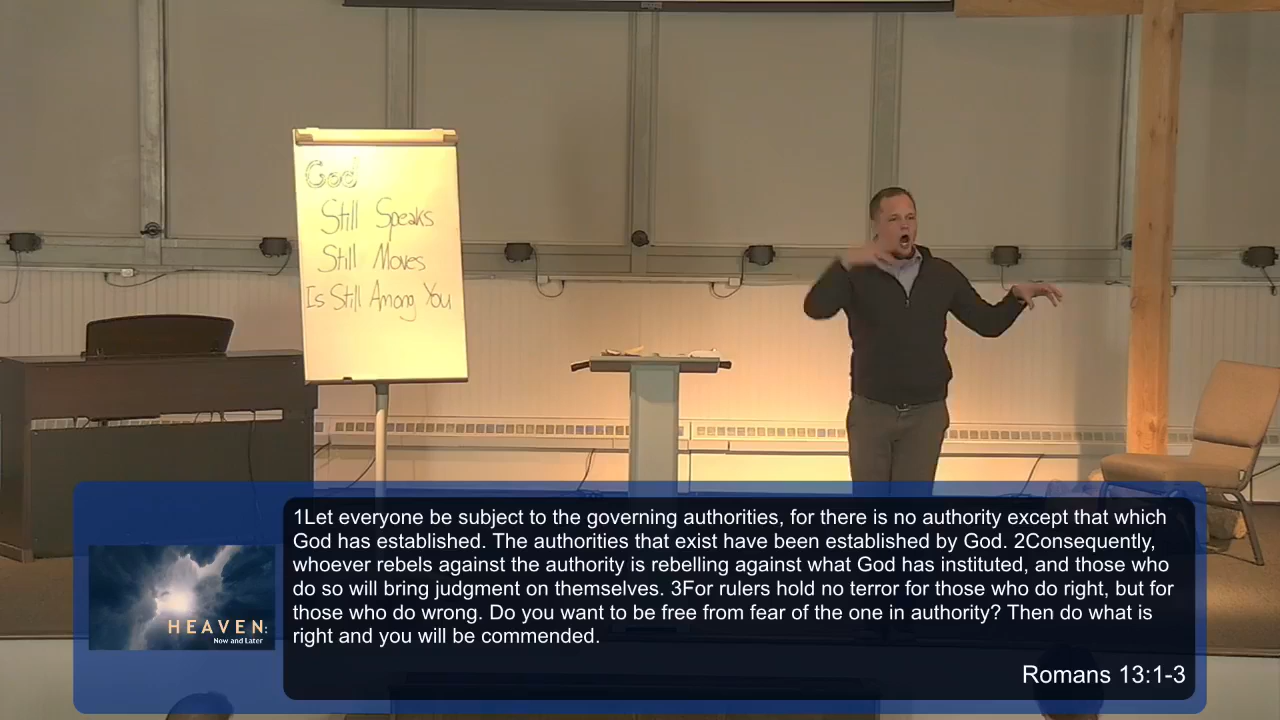 God
Still Speaks
Still Moves
Is Still Among You
1Let everyone be subject to the governing authorities, for there is no authority except that which
God has established. The authorities that exist have been established by God. 2Consequently,
whoever rebels against the authority is rebelling against what God has instituted, and those who
do so will bring judgment on themselves. 3For rulers hold no terror for those who do right, but for
those who do wrong. Do you want to be free from fear of the one in authority? Then do what is
right and you will be commended.
HEAVEN:
Now and Later
Romans 13:1-3